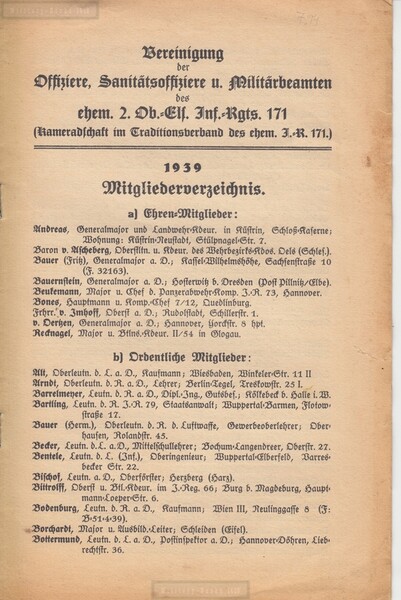 Vereinigung
der
Offiziere, Sanitätsoffiziere u. Militärbeamten
des
ehem. 2. Ob.-Els. Inf.-Rgts. 171
(Kameradschaft im Traditionsverband des ehem. J.-R. 171.)
1939
Mitgliederverzeichnis.
a) Ehren-Mitglieder:
Andreas, Generalmajor und Landwehr-Kdeur. in Küstrin, Schloß-Kaserne;
Wohnung: Küstrin-Neustadt, Stülpnagel-Str. 7.
Baron v. Ascheberg, Oberstltn. u. Kdeur. des Wehrbezirks-Kdos. Oels (Schles.).
Bauer (Fritz), Generalmajor a. D.; Kassel-Wilhelmshöhe, Sachsenstraße 10
(F. 32163).
Bauernstein, Generalmajor a. D.; Hosterwitz b. Dresden (Post Pillnitz/Elbe).
Beukemann, Major u. Chef d. Panzerabwehr-Komp. J.-R. 73, Hannover.
Bones, Hauptmann u. Komp.-Chef 7/12, Quedlinburg.
Frhrr. v. Imhoff, Oberst a. D.; Rudolstadt, Schillerstr. 1.
v. Oertzen, Generalmajor a. D.; Hannover, Yorckstr. 8 hpt.
Recknagel, Major u. Btlns.-Kdeur. II/54 in Glogau.
b) Ordentliche Mitglieder:
Alt, Oberleutn. d. L. a. D., Kaufmann; Wiesbaden, Winkeler-Str. 11 II
Arndt, Oberleutn. d. R. a. D., Lehrer; Berlin-Tegel, Treskowstr. 25 I.
Barrelmeyer, Leutn. d. R. a. D., Dipl.-Jng., Gutsbes.; Kölkebeck b. Halle i. W.
Bartling, Leutn. d. R. J.-R. 79, Staatsanwalt; Wuppertal-Barmen, Flotow-
straße 17.
Bauer (Herm.), Oberleutn. d. R. d. Luftwaffe, Gewerbeoberlehrer; Ober-
hausen, Rolandstr. 45.
Becker, Leutn. d. L. a. D., Mittelschullehrer; Bochum-Langendreer, Oberstr. 27.
Bentele, Leutn. d. L. (Inf.), Oberingenieur; Wuppertal-Elberfeld, Varres-
becker Str. 22.
Bischof, Leutn. a. D., Oberförster; Herzberg (Harz).
Bittrolff, Oberst u. Btl.-Kdeur. im J.-Reg. 66; Burg b. Magdeburg, Haupt-
mann-Loeper-Str. 6.
Bodenburg, Leutn. d. R. a. D., Kaufmann; Wien III, Neulinggasse 8 (F:
B-51-4-39).
Borchardt, Major u. Ausbild.-Leiter; Schleiden (Eifel).
Bottermund, Leutn. d. L. a. D., Postinspektor a. D.; Hannover-Döhren, Lieb-
rechtstr. 36.